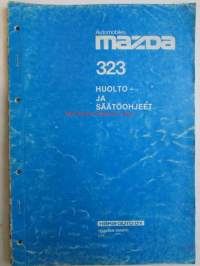 Automobiles
mazda
323
HUOLTO-
JA
SÄÄTÖOHJEET